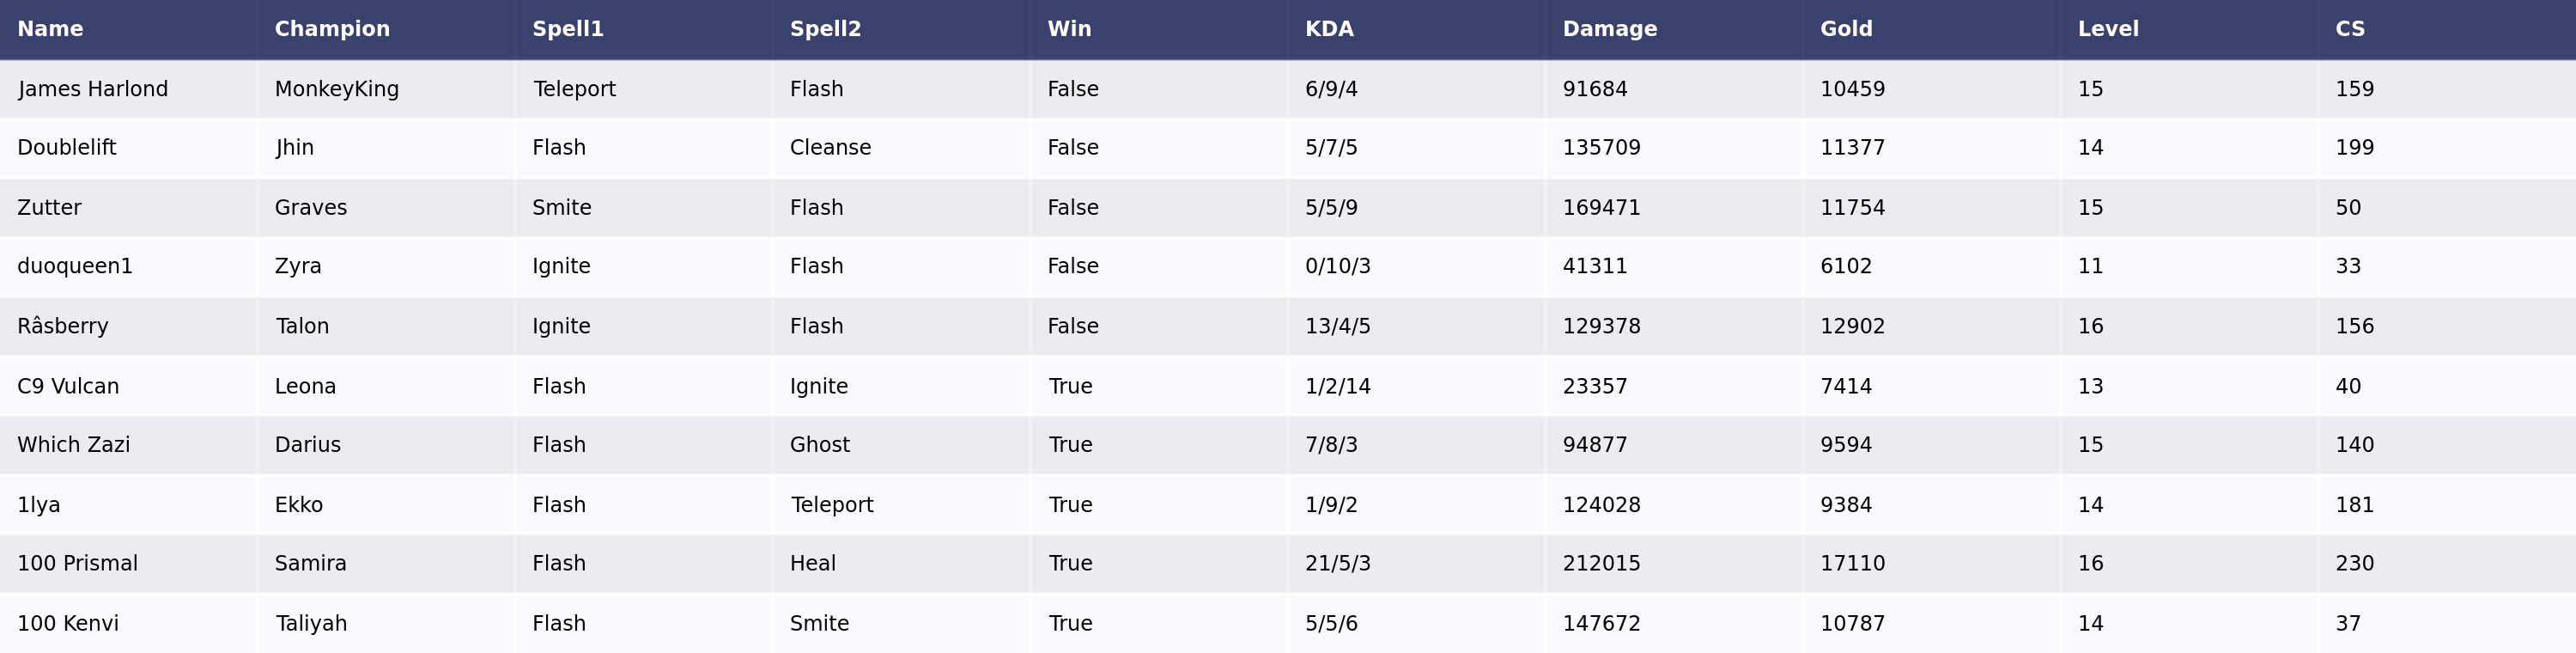 Name Champion Spell1 Spell2 Win KDA Damage Gold Level CS
James Harlond MonkeyKing Teleport Flash False 6/9/4 91684 10459 15 159
Doublelift Jhin Flash Cleanse False 5/7/5 135709 11377 14 199
Zutter Graves Smite Flash False 5/5/9 169471 11754 15 50
duoqueen1 Zyra Ignite Flash False 0/10/3 41311 6102 11 33
Râsberry Talon Ignite Flash False 13/4/5 129378 12902 16 156
C9 Vulcan Leona Flash Ignite True 1/2/14 23357 7414 13 40
Which Zazi Darius Flash Ghost True 7/8/3 94877 9594 15 140
1lya Ekko Flash Teleport True 1/9/2 124028 9384 14 181
100 Prismal Samira Flash Heal True 21/5/3 212015 17110 16 230
100 Kenvi Taliyah Flash Smite True 5/5/6 147672 10787 14 37